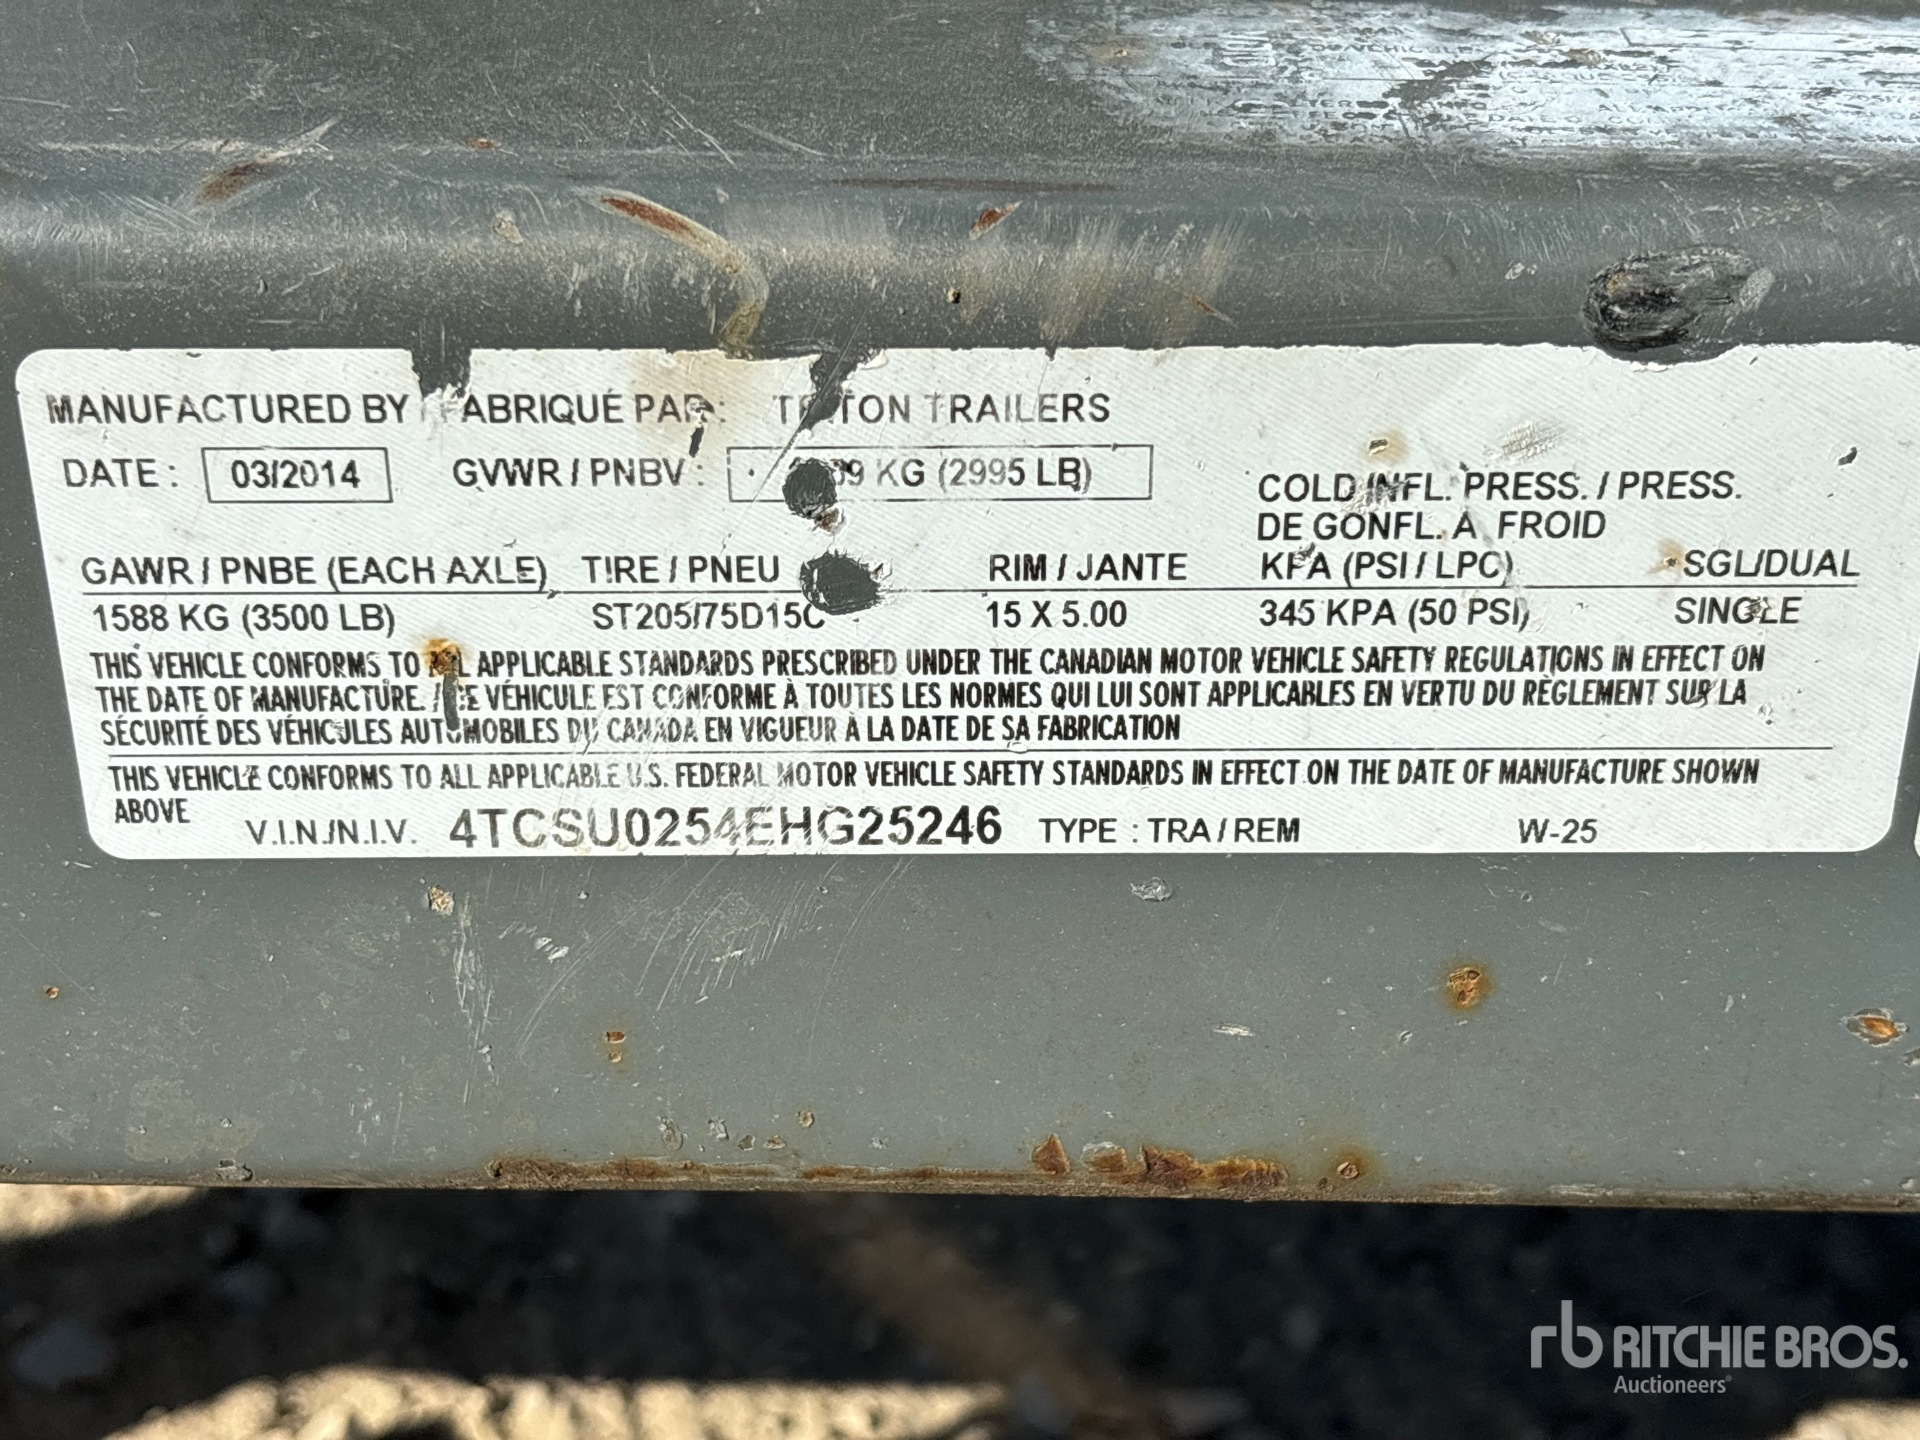 MANUFACTURED BY / FABRIQUÉ PAR : TRITON TRAILERS
DATE : 03/2014 GVWR / PNBV : KG (2995 LB)
COLD INFL. PRESS. / PRESS.
DE GONFL. A FROID
GAWR / PNBE (EACH AXLE) TIRE / PNEU RIM / JANTE KPA (PSI / LPC) SGL/DUAL
1588 KG (3500 LB) ST205/75D15C 15 X 5.00 345 KPA (50 PSI) SINGLE
THIS VEHICLE CONFORMS TO ALL APPLICABLE STANDARDS PRESCRIBED UNDER THE CANADIAN MOTOR VEHICLE SAFETY REGULATIONS IN EFFECT ON
THE DATE OF MANUFACTURE. / LE VÉHICULE EST CONFORME À TOUTES LES NORMES QUI LUI SONT APPLICABLES EN VERTU DU RÈGLEMENT SUR LA
SÉCURITÉ DES VÉHICULES AUTOMOBILES DU CANADA EN VIGUEUR À LA DATE DE SA FABRICATION
THIS VEHICLE CONFORMS TO ALL APPLICABLE U.S. FEDERAL MOTOR VEHICLE SAFETY STANDARDS IN EFFECT ON THE DATE OF MANUFACTURE SHOWN
ABOVE
V.I.N./N.I.V. 4TCSU0254EHG25246 TYPE : TRA / REM W-25
rb RITCHIE BROS.
Auctioneers